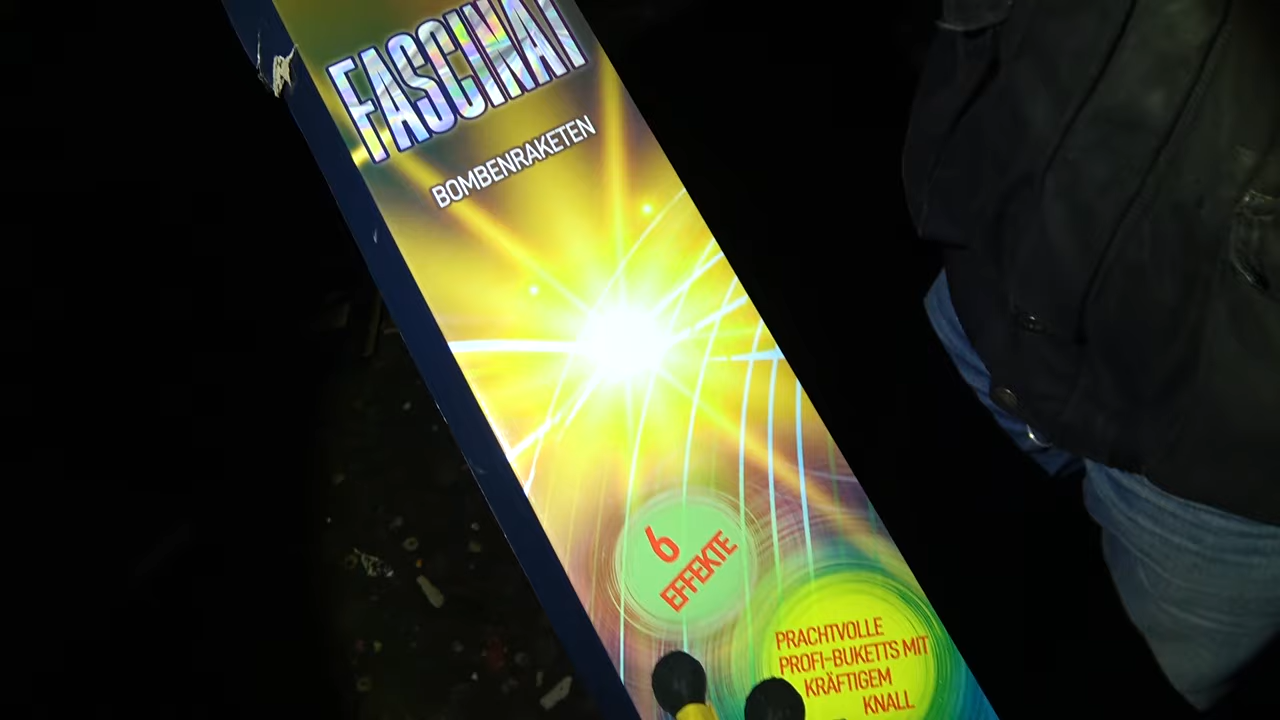 FASCINAT
BOMBENRAKETEN
6
EFFEKTE
PRACHTVOLLE
PROFI-BUKETTS MIT
KRÄFTIGEM
KNALL